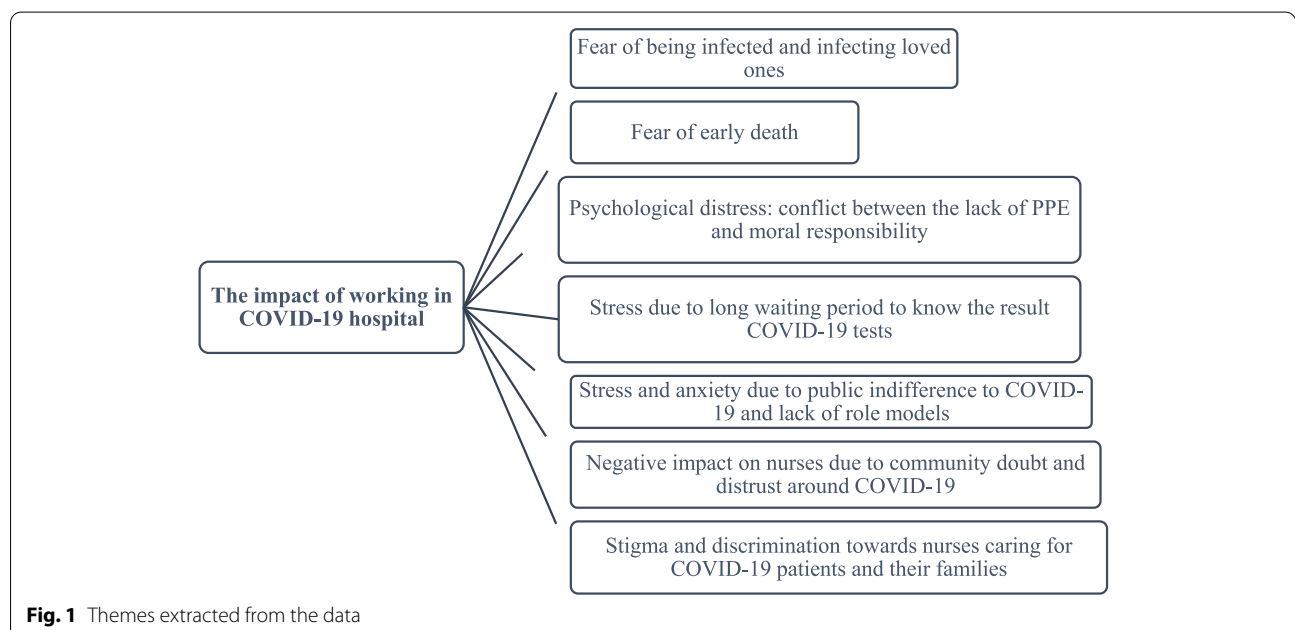 Fear of being infected and infecting loved
ones
Fear of early death
Psychological distress: conflict between the lack of PPE
and moral responsibility
The impact of working in
COVID-19 hospital
Stress due to long waiting period to know the result
COVID-19 tests
Stress and anxiety due to public indifference to COVID-
19 and lack of role models
Negative impact on nurses due to community doubt and
distrust around COVID-19
Stigma and discrimination towards nurses caring for
COVID-19 patients and their families
Fig. 1 Themes extracted from the data